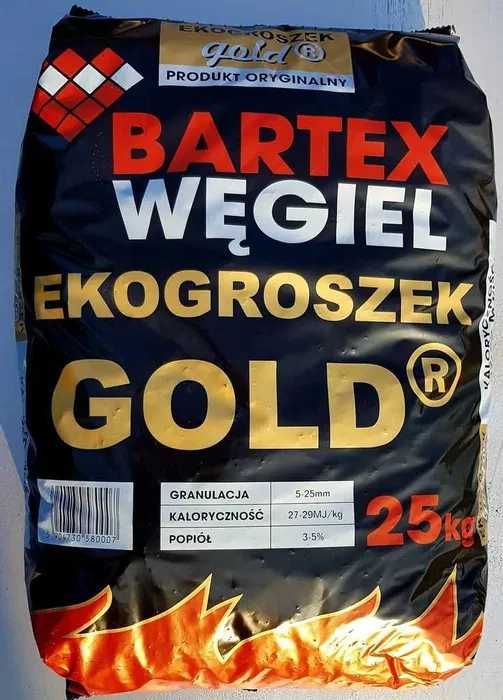 EKOGROSZEK
gold®
PRODUKT ORYGINALNY
BARTEX
WĘGIEL
EKOGROSZEK
GOLD®
GRANULACJA 5-25mm
KALORYCZNOŚĆ 27-29MJ/kg
POPIÓŁ 3-5%
25kg